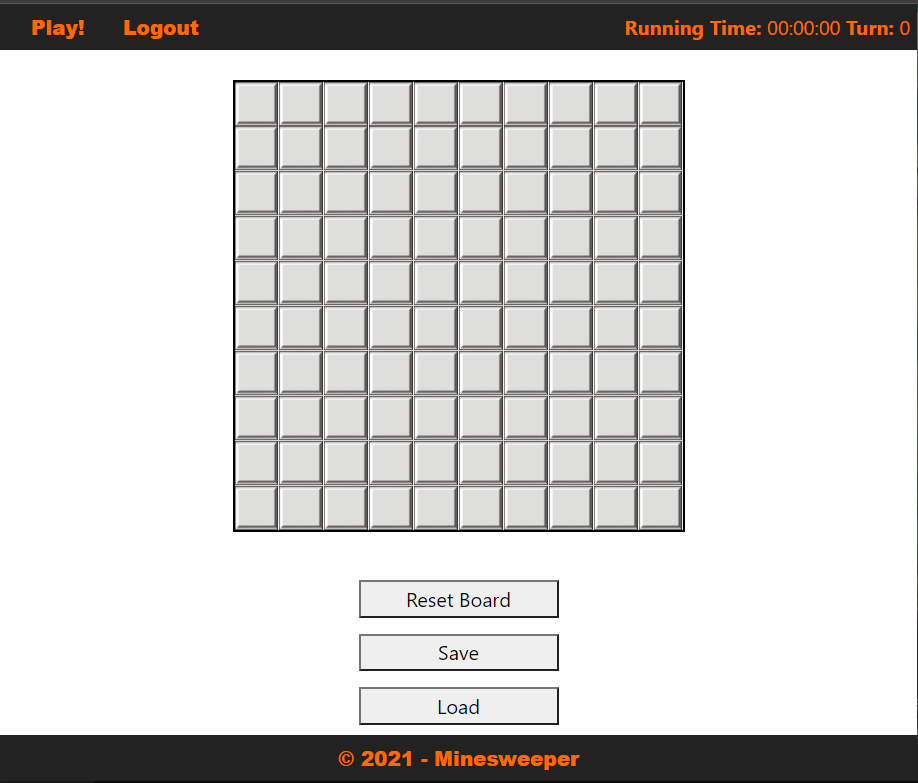 Play! Logout Running Time: 00:00:00 Turn: 0
Reset Board
Save
Load
© 2021 - Minesweeper